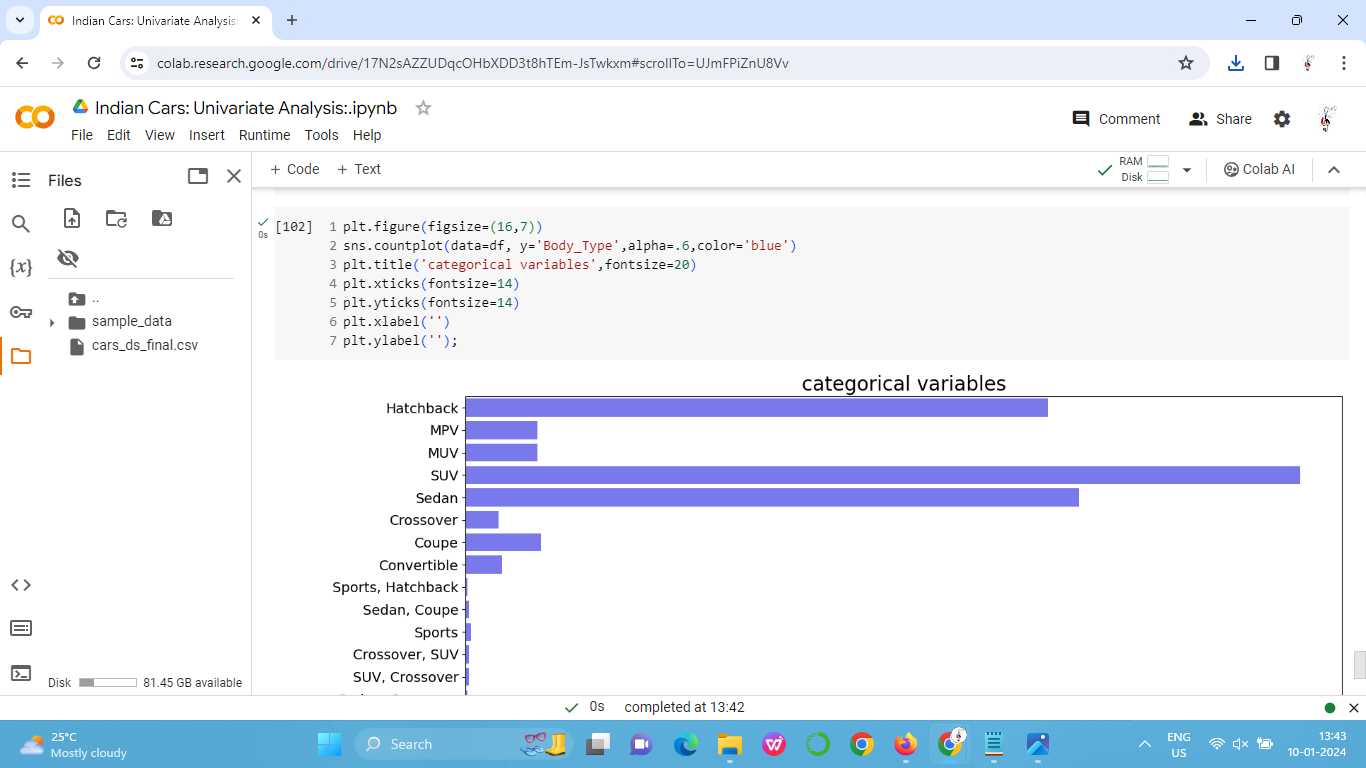 Indian Cars: Univariate Analysis
colab.research.google.com/drive/17N2sAZZUDqcOHbXDD3t8hTEm-JsTwkxm#scrollTo=UJmFPiZnU8Vv
Indian Cars: Univariate Analysis:.ipynb
File Edit View Insert Runtime Tools Help
Comment
Share
Files
+ Code + Text
RAM
Disk
Colab AI
..
sample_data
cars_ds_final.csv
{x}
Disk 81.45 GB available
0s
[102]
1 plt.figure(figsize=(16,7))
2 sns.countplot(data=df, y='Body_Type',alpha=.6,color='blue')
3 plt.title('categorical variables',fontsize=20)
4 plt.xticks(fontsize=14)
5 plt.yticks(fontsize=14)
6 plt.xlabel('')
7 plt.ylabel('');
categorical variables
Hatchback
MPV
MUV
SUV
Sedan
Crossover
Coupe
Convertible
Sports, Hatchback
Sedan, Coupe
Sports
Crossover, SUV
SUV, Crossover
0s completed at 13:42
25°C
Mostly cloudy
Search
ENG
US
13:43
10-01-2024